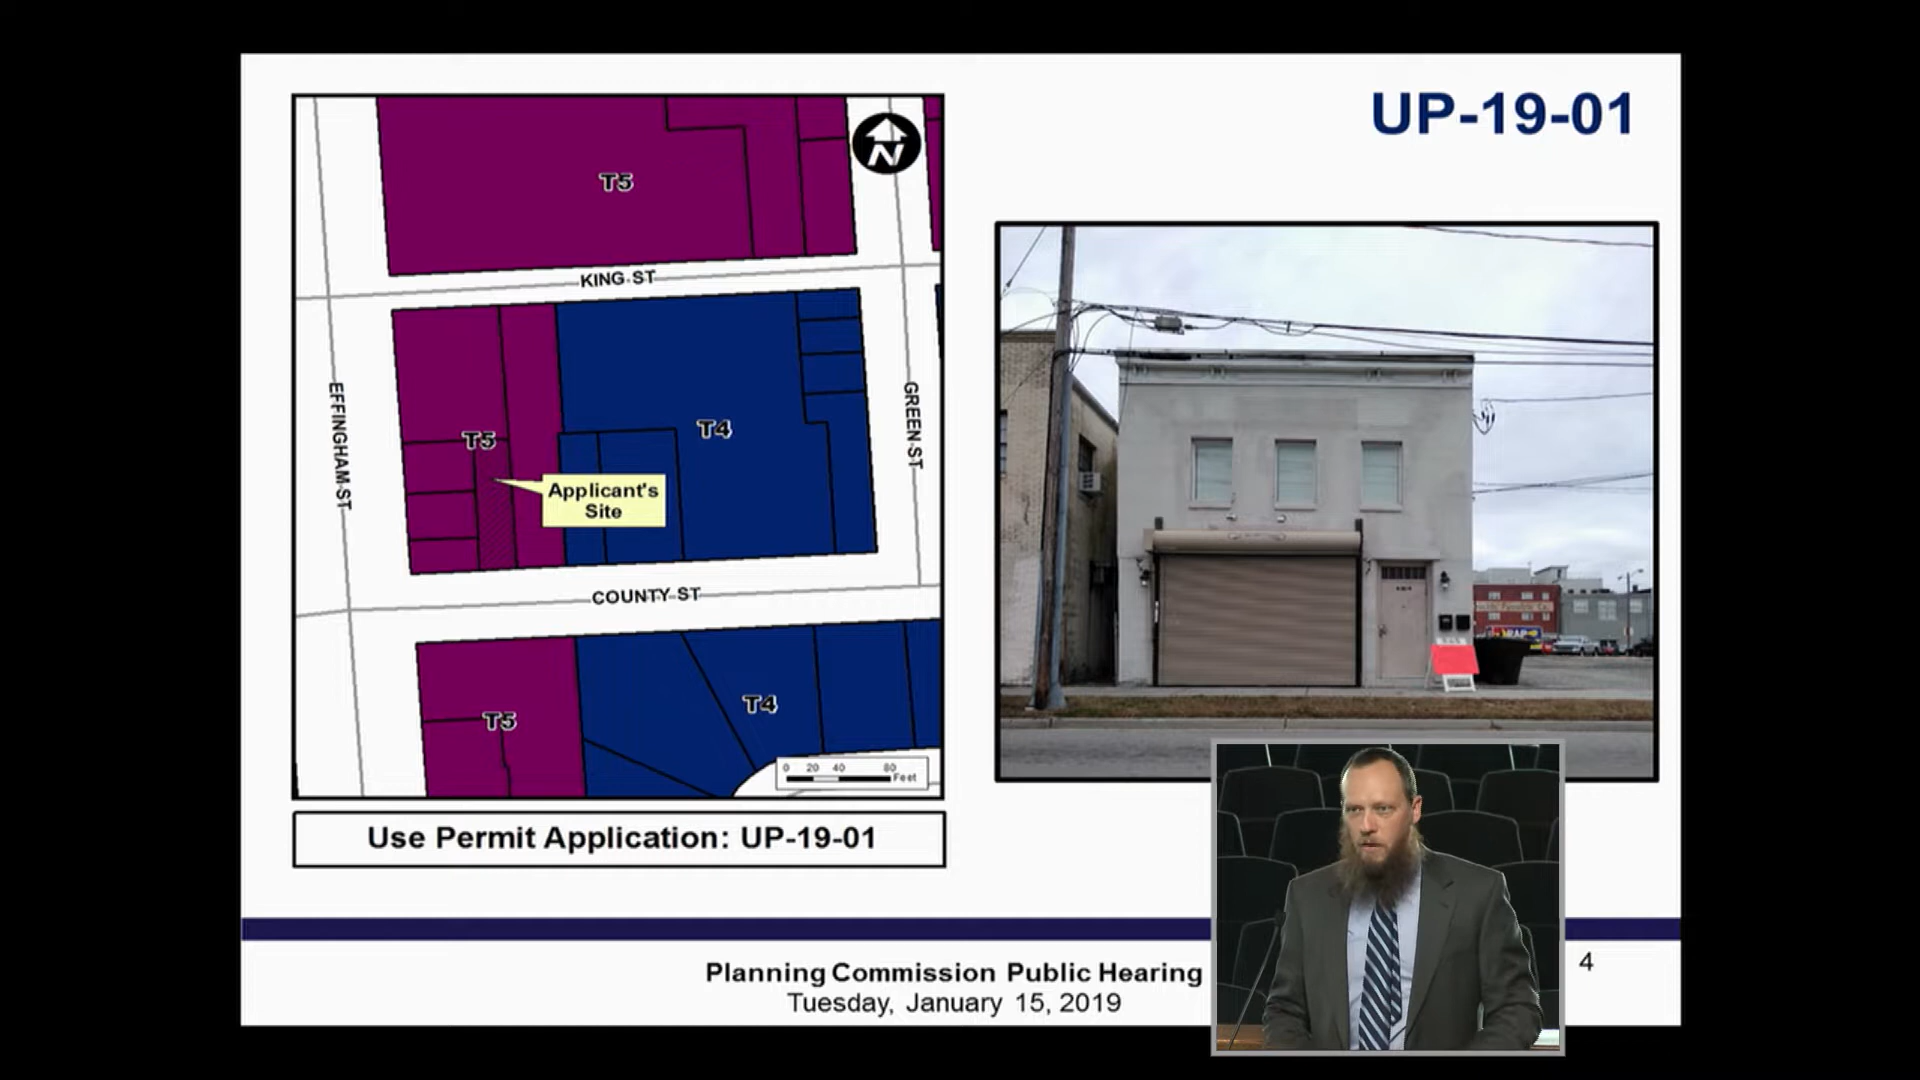 UP-19-01
T5
N
KING ST
EFFINGHAM ST
GREEN ST
T5
T4
Applicant's
Site
COUNTY ST
T5
T4
0 20 40 80
Feet
Use Permit Application: UP-19-01
Planning Commission Public Hearing
Tuesday, January 15, 2019
4